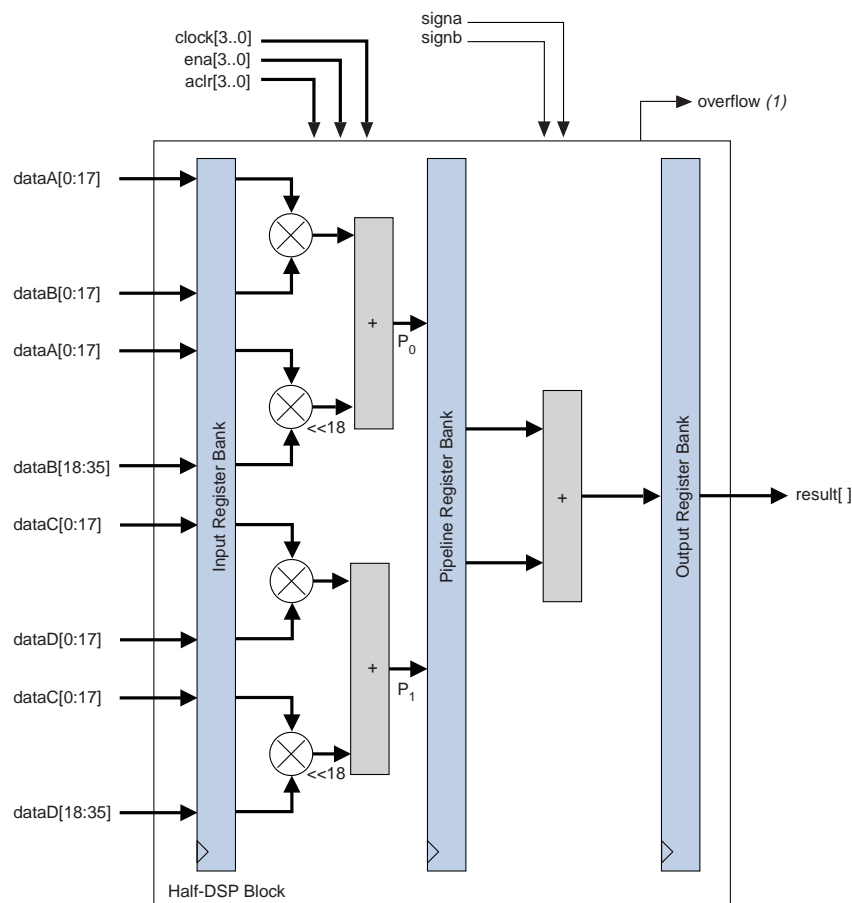 clock[3..0]
ena[3..0]
aclr[3..0]
signa
signb
overflow (1)
dataA[0:17]
dataB[0:17]
dataA[0:17]
dataB[18:35]
dataC[0:17]
dataD[0:17]
dataC[0:17]
dataD[18:35]
Input Register Bank
<<18
<<18
+
P0
+
P1
Pipeline Register Bank
+
Output Register Bank
result[ ]
Half-DSP Block